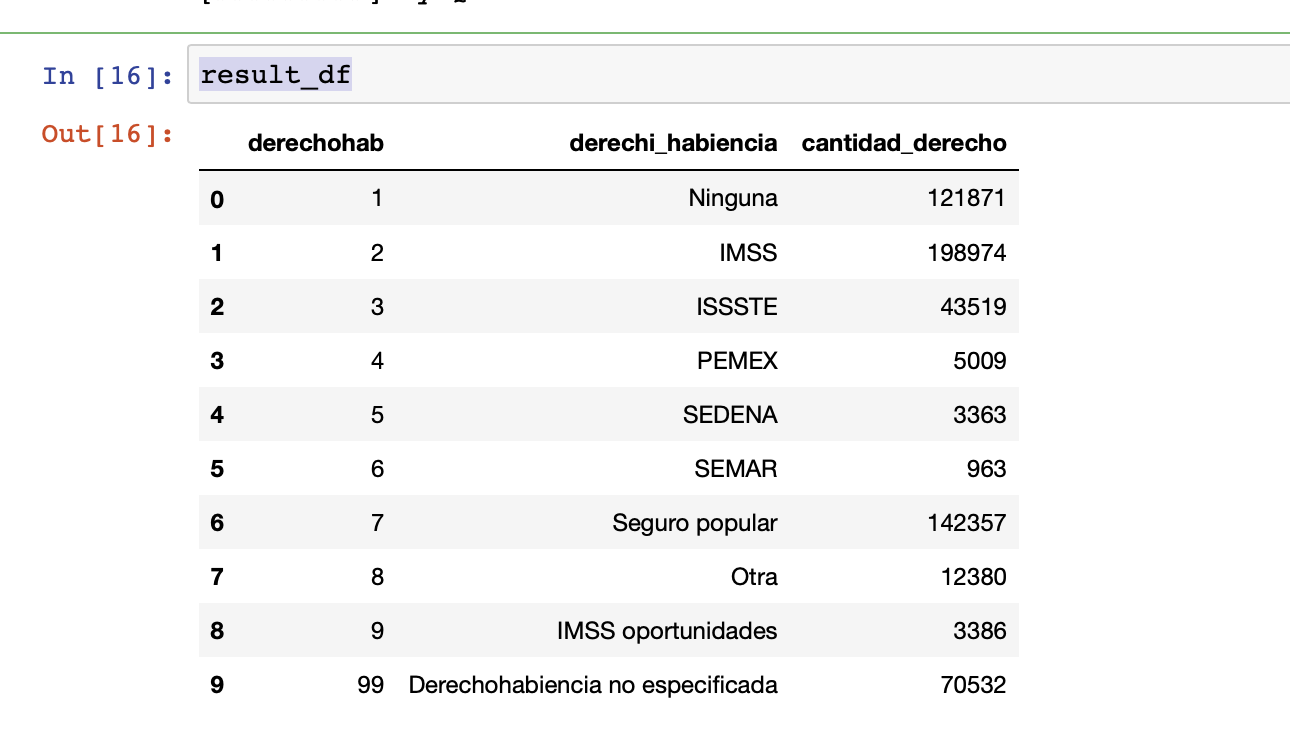 In [16]: result_df
Out[16]:
derechohab derechi_habiencia cantidad_derecho
0 1 Ninguna 121871
1 2 IMSS 198974
2 3 ISSSTE 43519
3 4 PEMEX 5009
4 5 SEDENA 3363
5 6 SEMAR 963
6 7 Seguro popular 142357
7 8 Otra 12380
8 9 IMSS oportunidades 3386
9 99 Derechohabiencia no especificada 70532